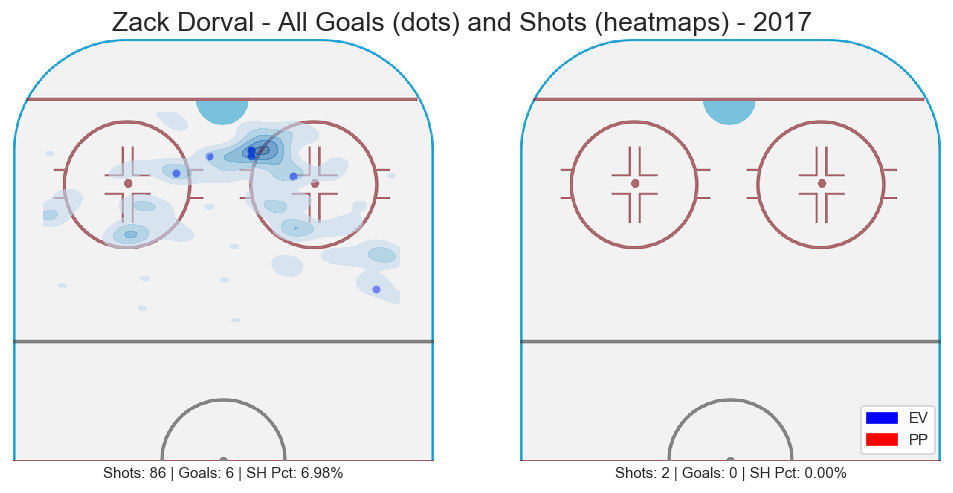 Zack Dorval - All Goals (dots) and Shots (heatmaps) - 2017
EV
PP
Shots: 86 | Goals: 6 | SH Pct: 6.98%
Shots: 2 | Goals: 0 | SH Pct: 0.00%